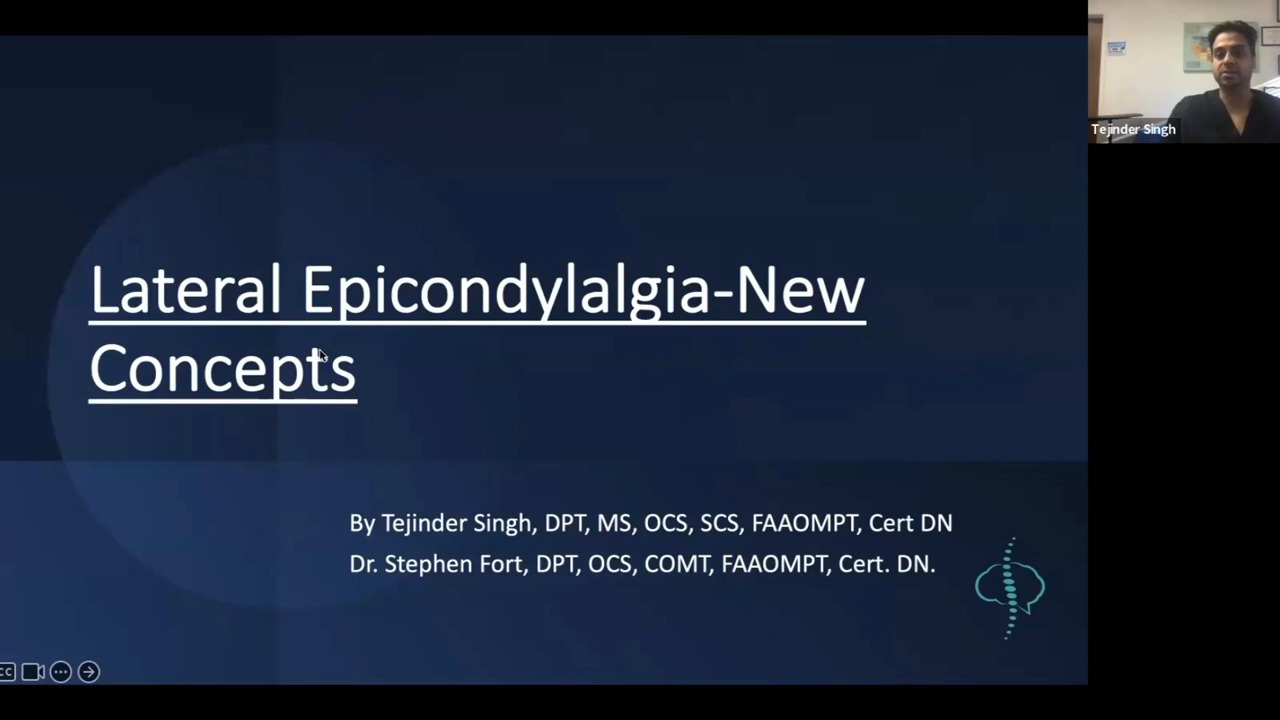 Lateral Epicondylalgia-New
Concepts
By Tejinder Singh, DPT, MS, OCS, SCS, FAAOMPT, Cert DN
Dr. Stephen Fort, DPT, OCS, COMT, FAAOMPT, Cert. DN.
Tejinder Singh
CC